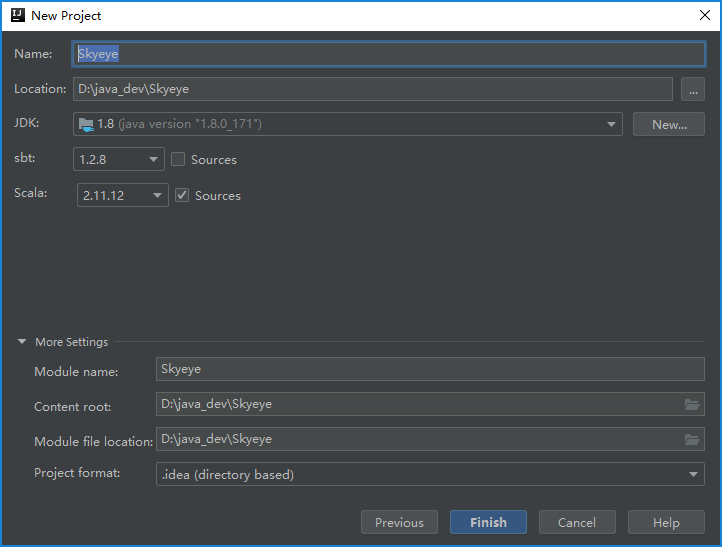 New Project
Name: Skyeye
Location: D:\java_dev\Skyeye ...
JDK: 1.8 (java version "1.8.0_171") New...
sbt: 1.2.8 Sources
Scala: 2.11.12 Sources
More Settings
Module name: Skyeye
Content root: D:\java_dev\Skyeye
Module file location: D:\java_dev\Skyeye
Project format: .idea (directory based)
Previous Finish Cancel Help